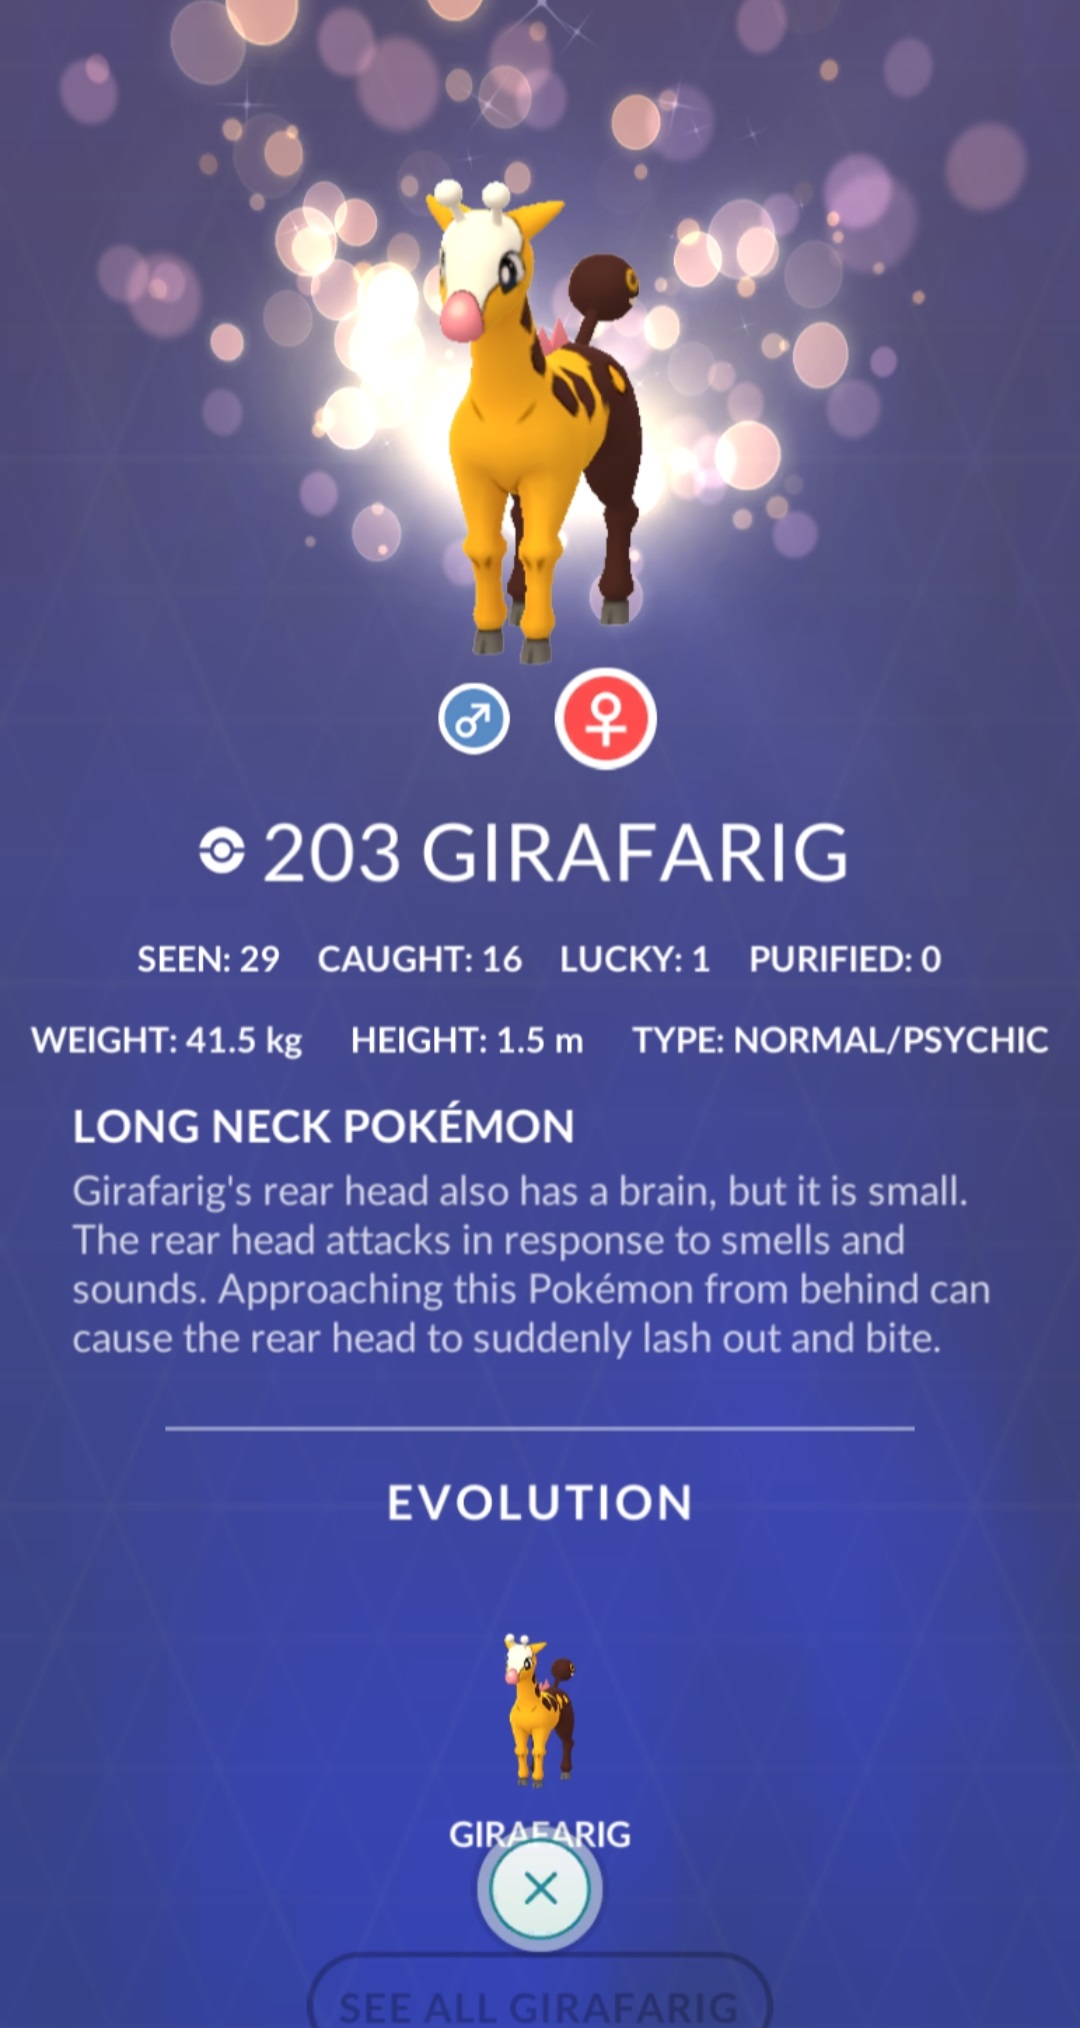 203 GIRAFARIG
SEEN: 29 CAUGHT: 16 LUCKY: 1 PURIFIED: 0
WEIGHT: 41.5 kg HEIGHT: 1.5 m TYPE: NORMAL/PSYCHIC
LONG NECK POKÉMON
Girafarig's rear head also has a brain, but it is small.
The rear head attacks in response to smells and
sounds. Approaching this Pokémon from behind can
cause the rear head to suddenly lash out and bite.
EVOLUTION
GIRAFARIG
SEE ALL GIRAFARIG